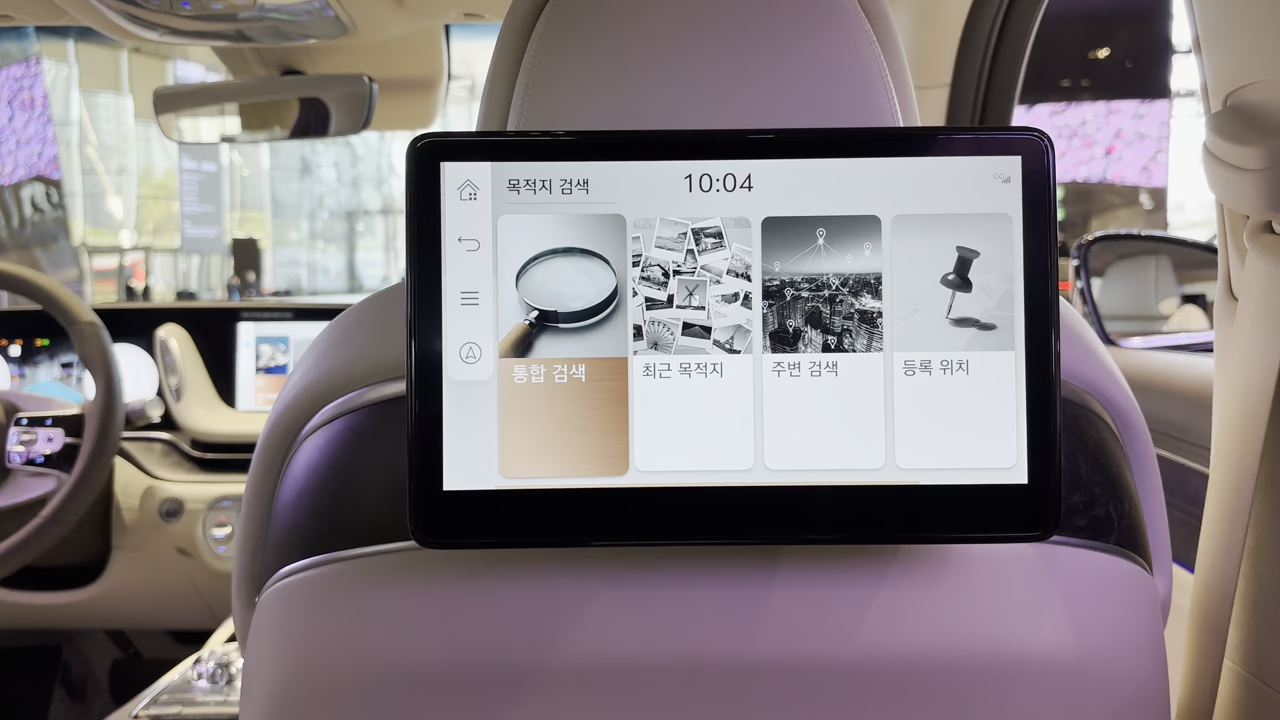 목적지 검색
10:04
통합 검색
최근 목적지
주변 검색
등록 위치